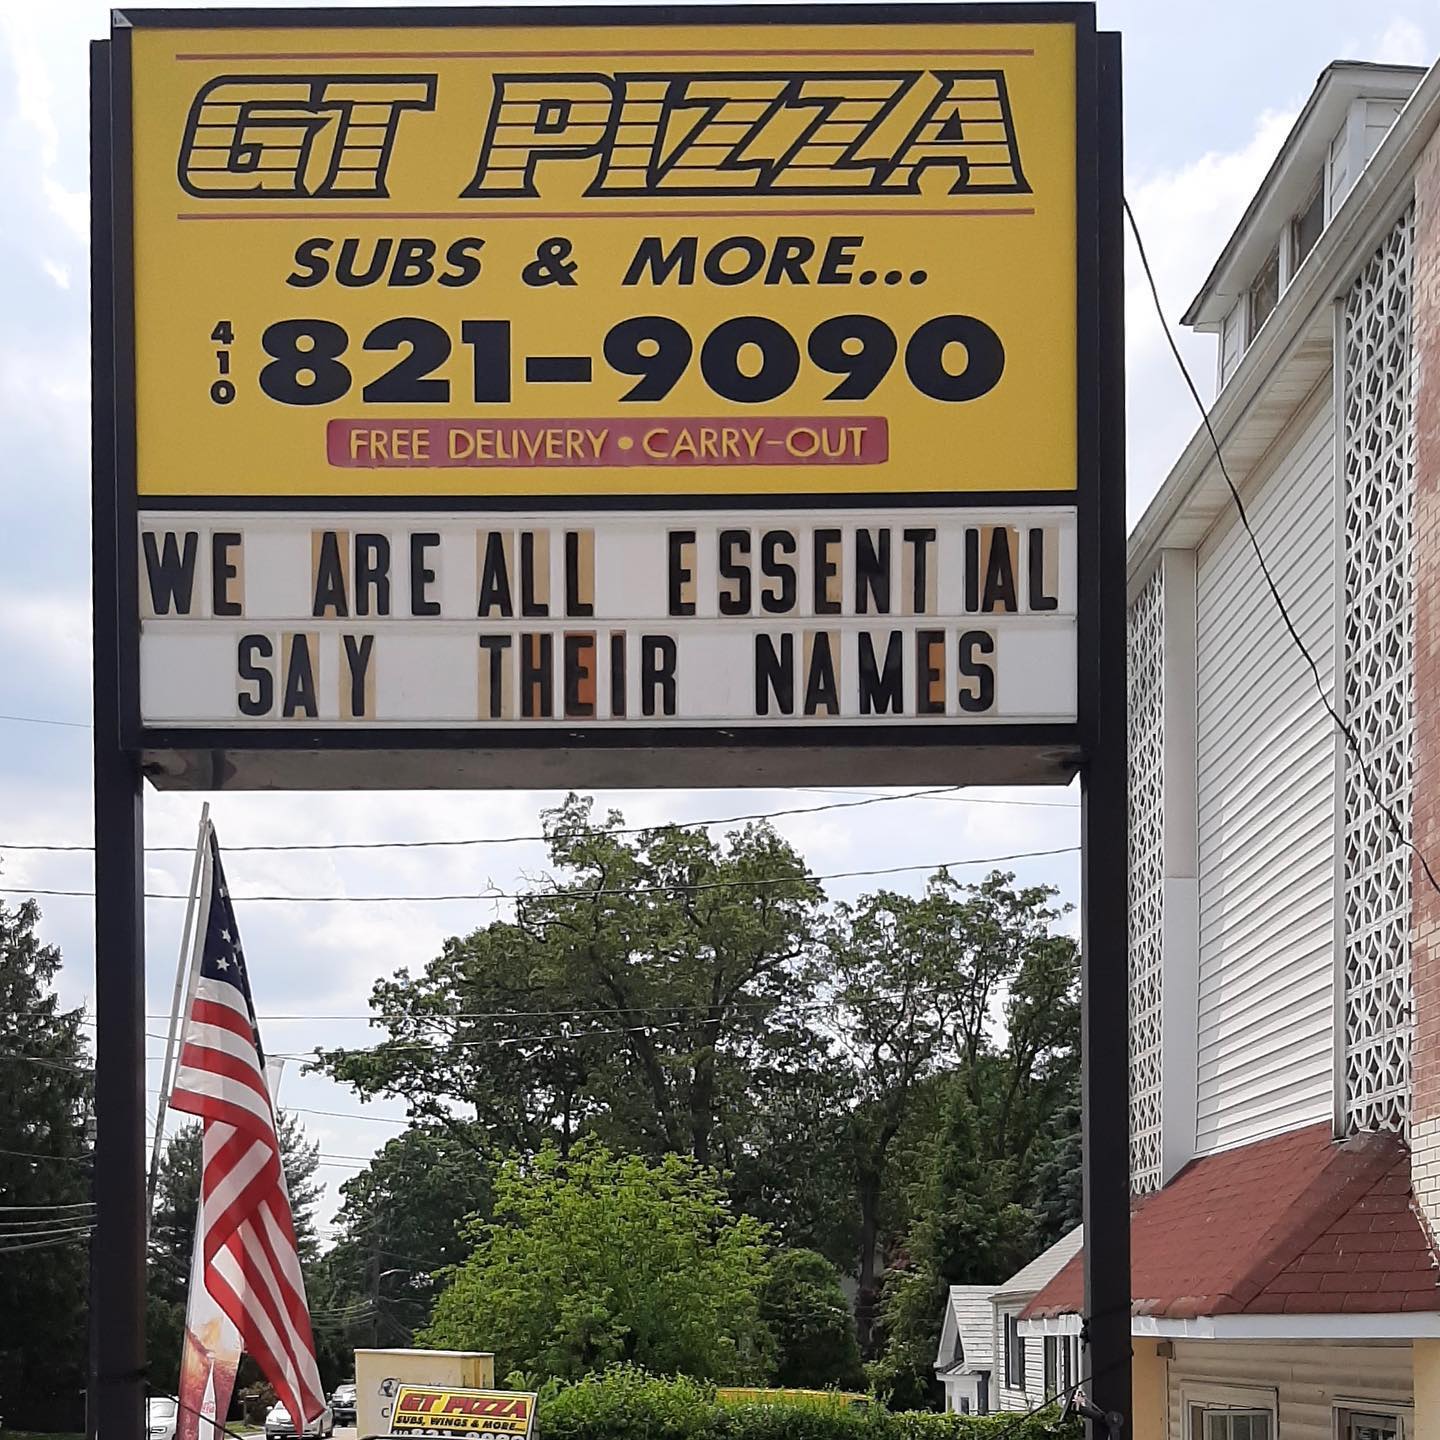 GT PIZZA
SUBS & MORE...
410 821-9090
FREE DELIVERY • CARRY-OUT
WE ARE ALL ESSENTIAL
SAY THEIR NAMES
GT PIZZA
SUBS, WINGS & MORE